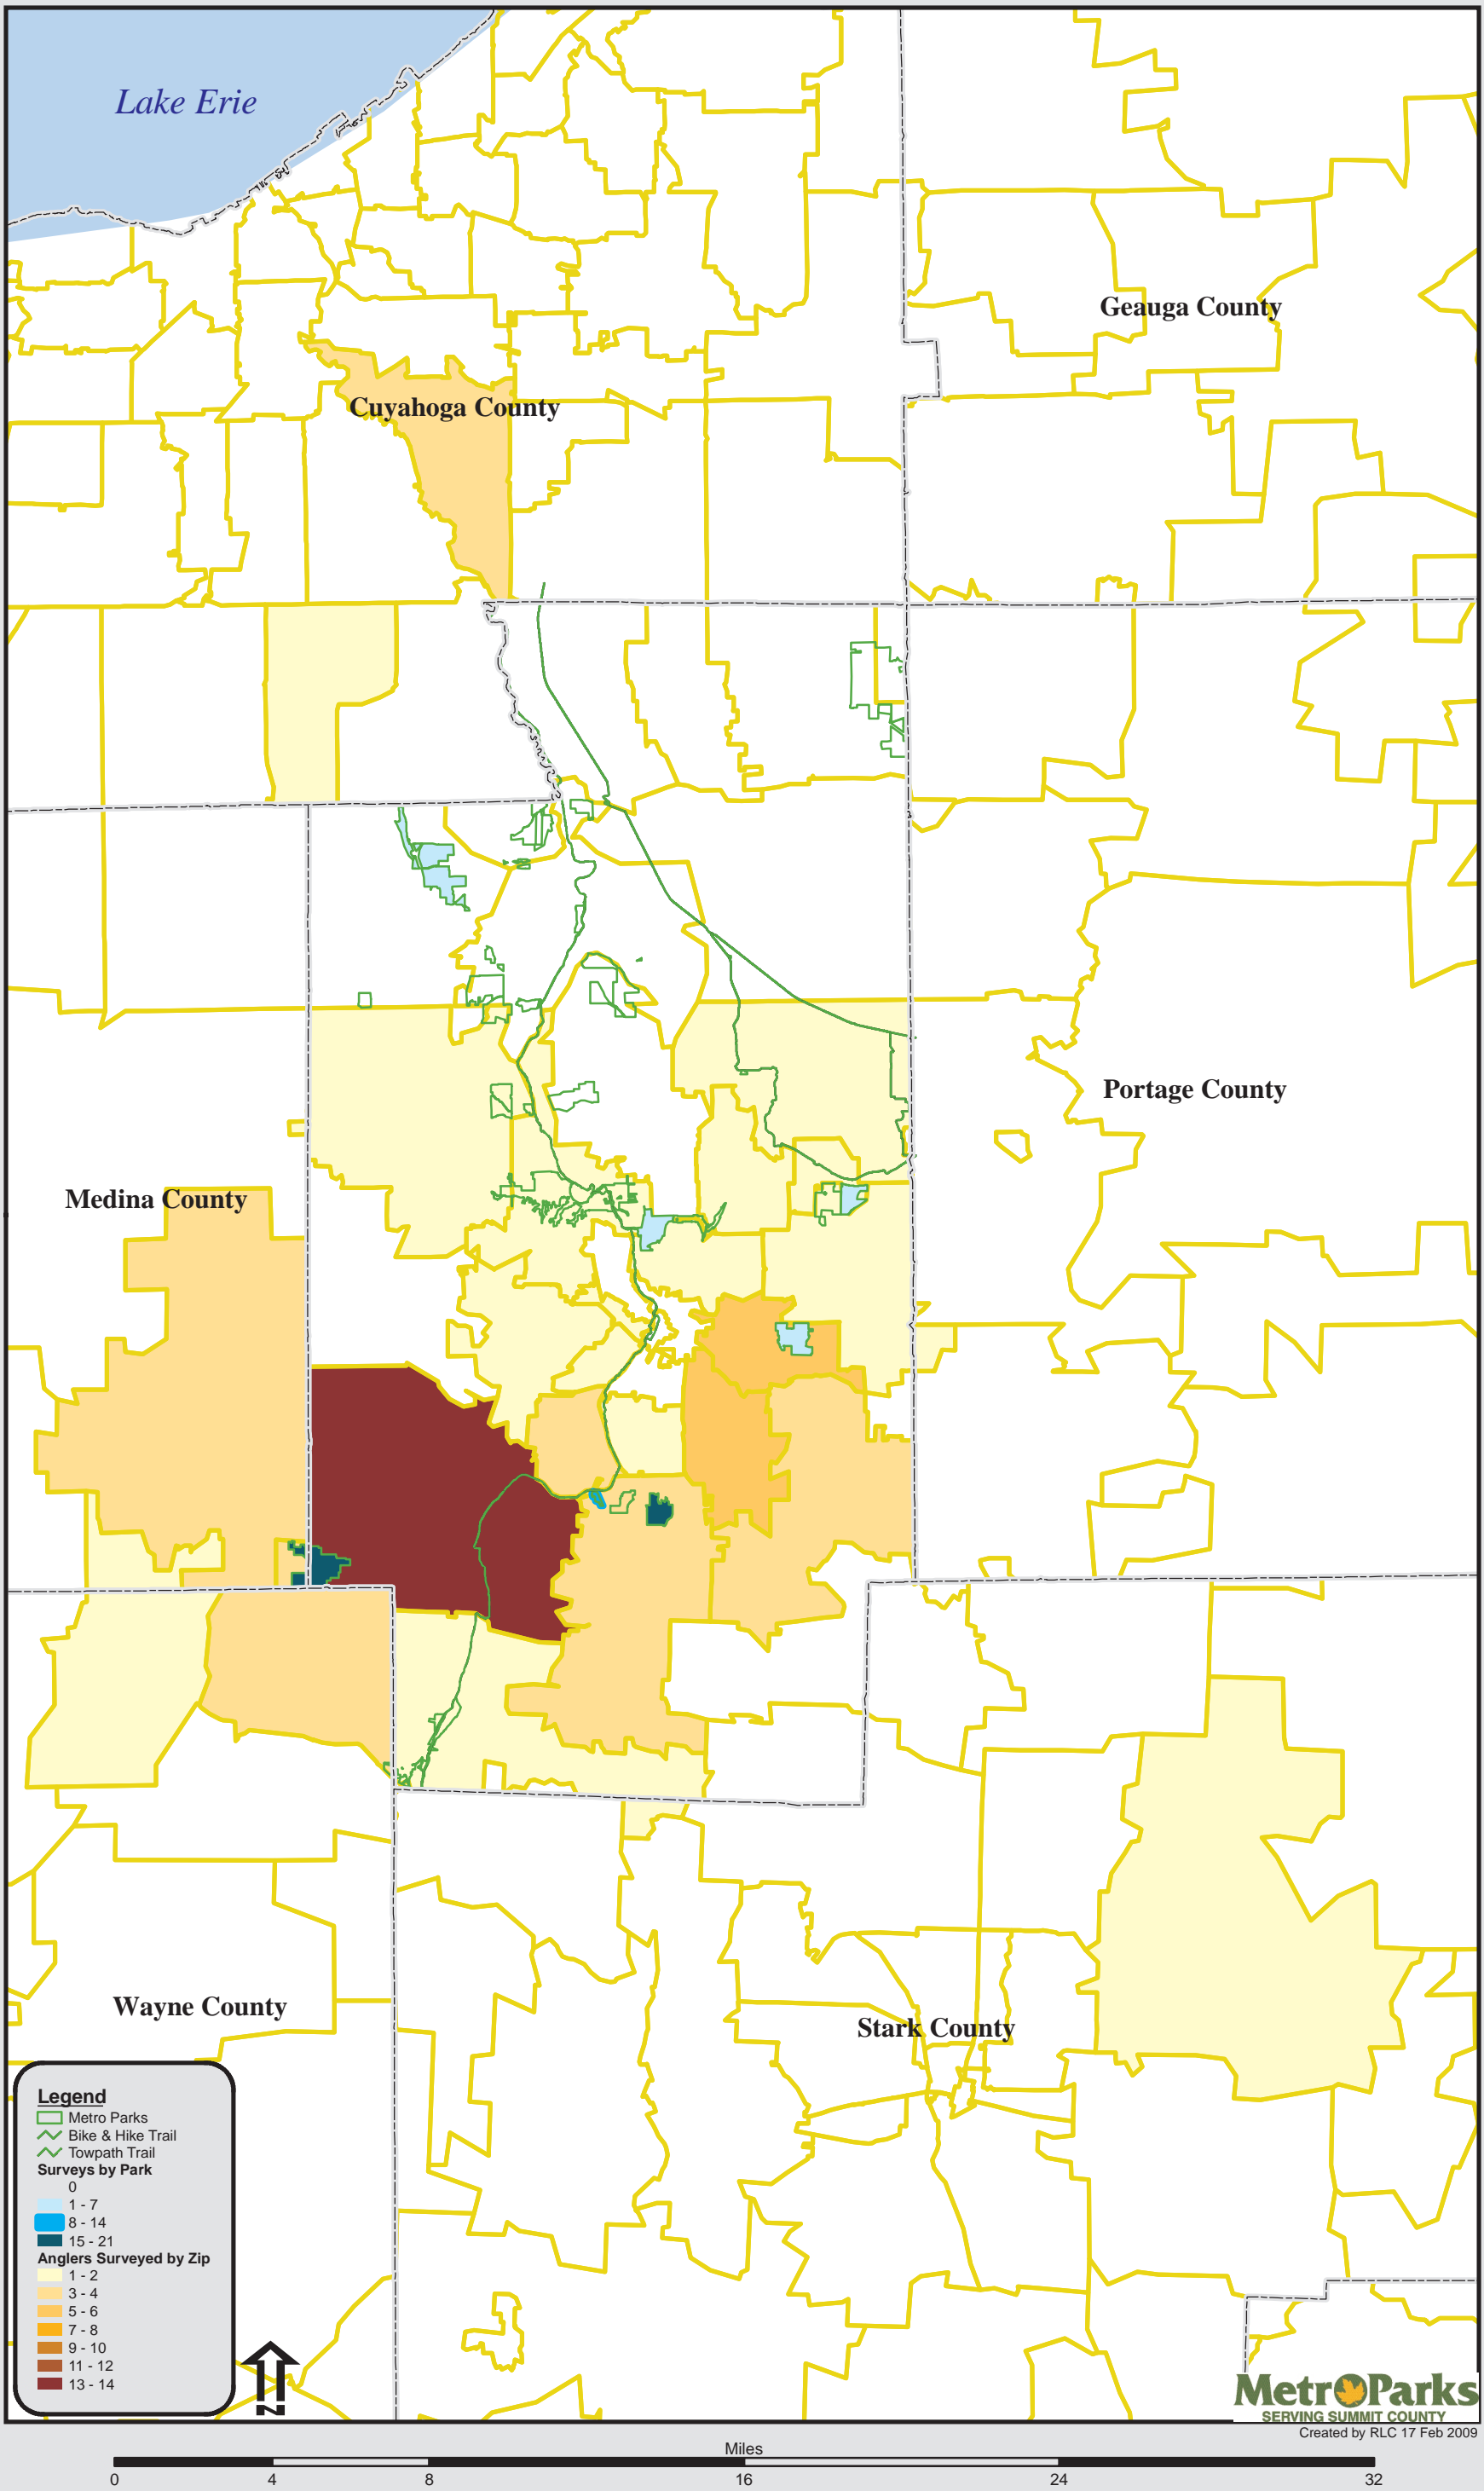 Lake Erie
Geauga County
Cuyahoga County
Portage County
Medina County
Wayne County
Stark County
Legend
Metro Parks
Bike & Hike Trail
Towpath Trail
Surveys by Park
0
1 - 7
8 - 14
15 - 21
Anglers Surveyed by Zip
1 - 2
3 - 4
5 - 6
7 - 8
9 - 10
11 - 12
13 - 14
N
MetroParks
SERVING SUMMIT COUNTY
Created by RLC 17 Feb 2009
Miles
0 4 8 16 24 32